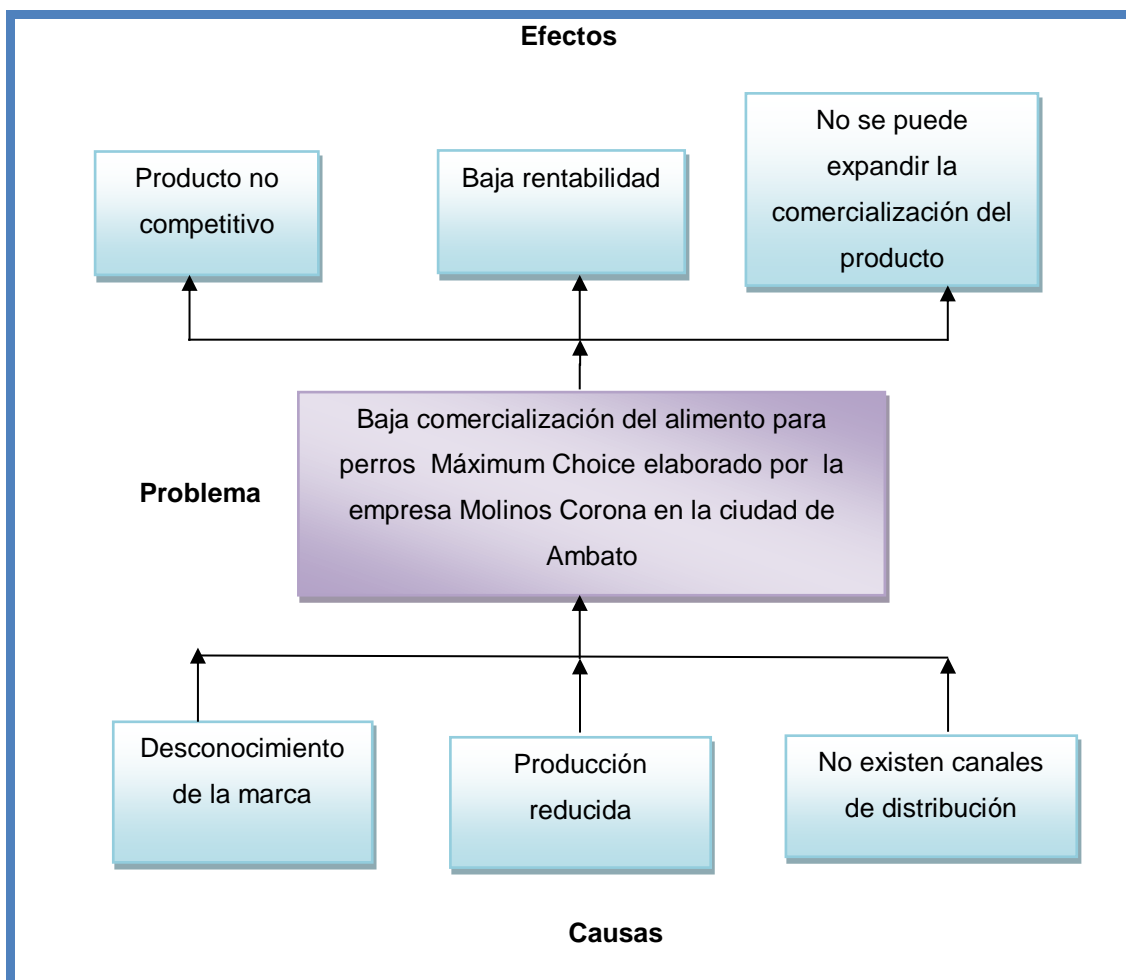 Efectos
Producto no
competitivo
Baja rentabilidad
No se puede
expandir la
comercialización del
producto
Problema
Baja comercialización del alimento para
perros Máximum Choice elaborado por la
empresa Molinos Corona en la ciudad de
Ambato
Desconocimiento
de la marca
Producción
reducida
No existen canales
de distribución
Causas